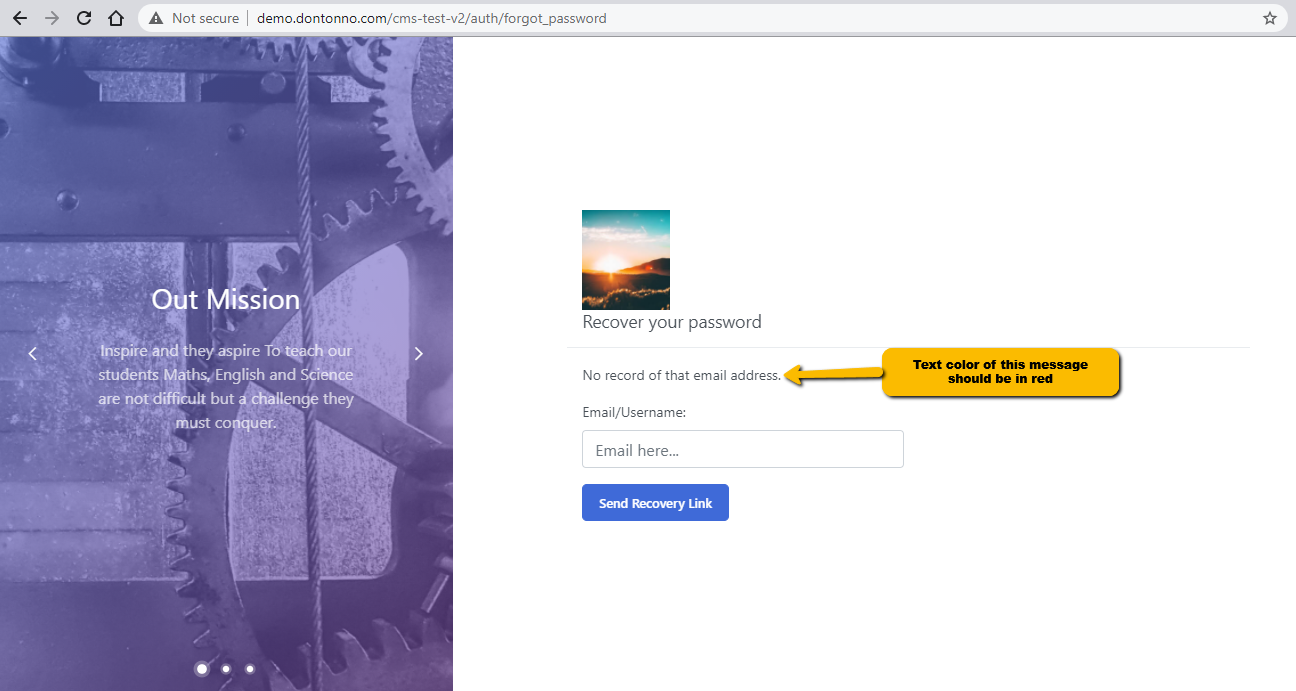 Not secure
demo.dontonno.com/cms-test-v2/auth/forgot_password
Out Mission
Inspire and they aspire To teach our
students Maths, English and Science
are not difficult but a challenge they
must conquer.
Recover your password
No record of that email address.
Text color of this message
should be in red
Email/Username:
Email here...
Send Recovery Link